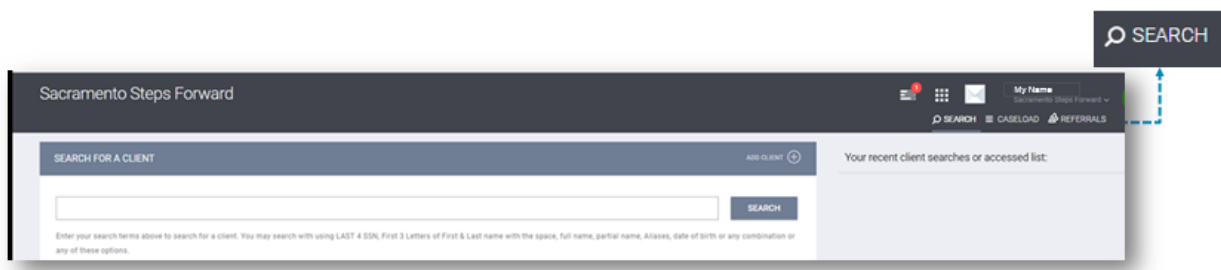 SEARCH
Sacramento Steps Forward
1
My Name
Sacramento Steps Forward
SEARCH CASELOAD REFERRALS
SEARCH FOR A CLIENT
ADD CLIENT
Your recent client searches or accessed list:
SEARCH
Enter your search terms above to search for a client. You may search with using LAST 4 SSN, First 3 Letters of First & Last name with the space, full name, partial name, Aliases, date of birth or any combination or
any of these options.